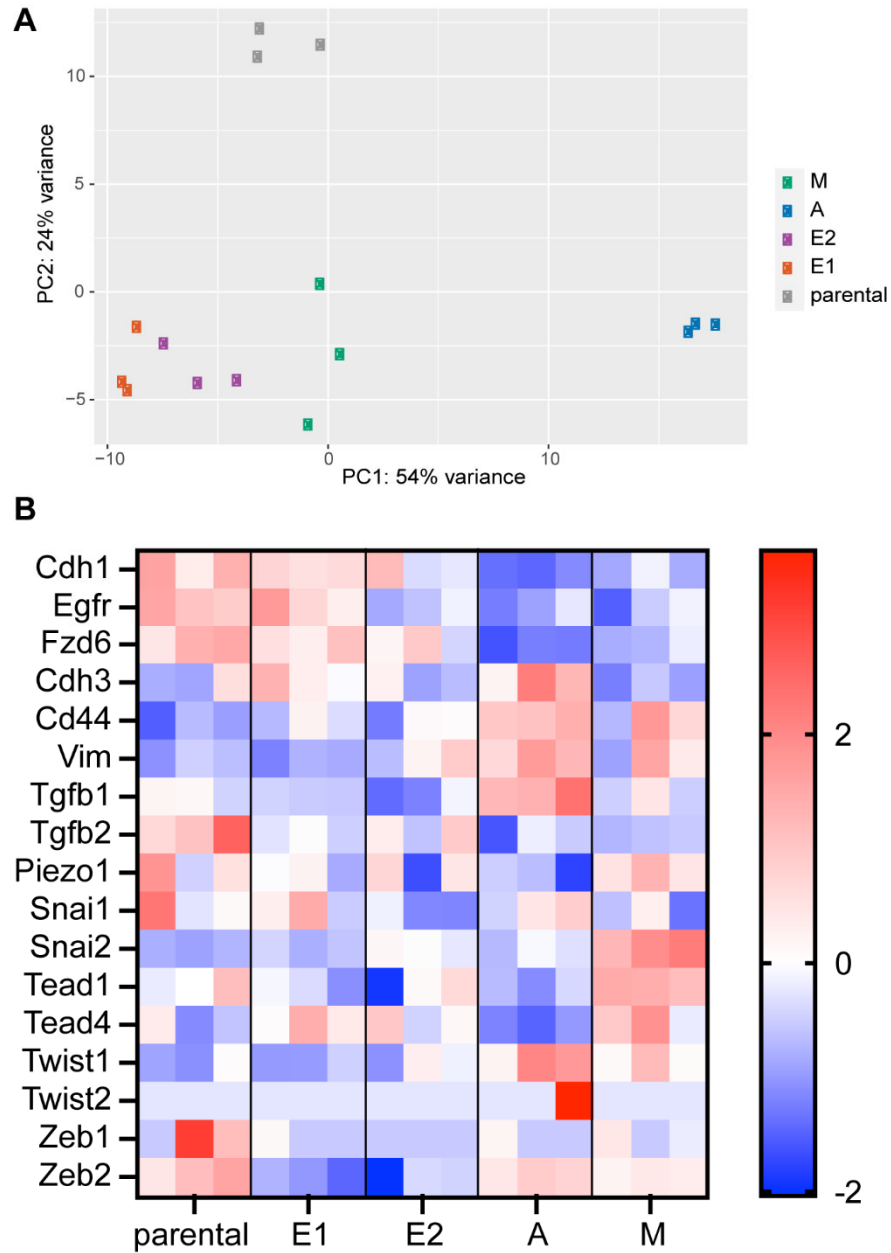 A
10
5
0
−5
PC2: 24% variance
−10
0
10
PC1: 54% variance
M
A
E2
E1
parental
B
Cdh1
Egfr
Fzd6
Cdh3
Cd44
Vim
Tgfb1
Tgfb2
Piezo1
Snai1
Snai2
Tead1
Tead4
Twist1
Twist2
Zeb1
Zeb2
parental E1 E2 A M
2
0
-2